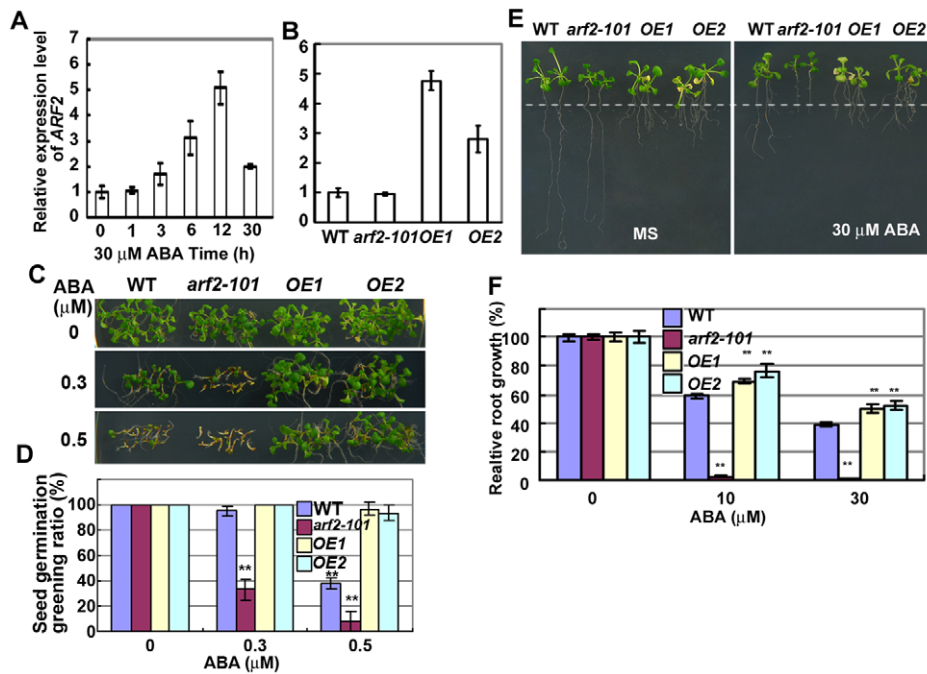 A
Relative expression level
of ARF2
7
6
5
4
3
2
1
0
0 1 3 6 12 30
30 µM ABA Time (h)
B
6
5
4
3
2
1
0
WT arf2-101 OE1 OE2
C
ABA
(µM)
WT arf2-101 OE1 OE2
0
0.3
0.5
D
Seed germination
greening ratio (%)
100
80
60
40
20
0
WT
arf2-101
OE1
OE2
**
**
**
0 0.3 0.5
ABA (µM)
E
WT arf2-101 OE1 OE2
WT arf2-101 OE1 OE2
MS
30 µM ABA
F
Realtive root growth (%)
120
100
80
60
40
20
0
WT
arf2-101
OE1
OE2
** **
**
** **
**
0 10 30
ABA (µM)